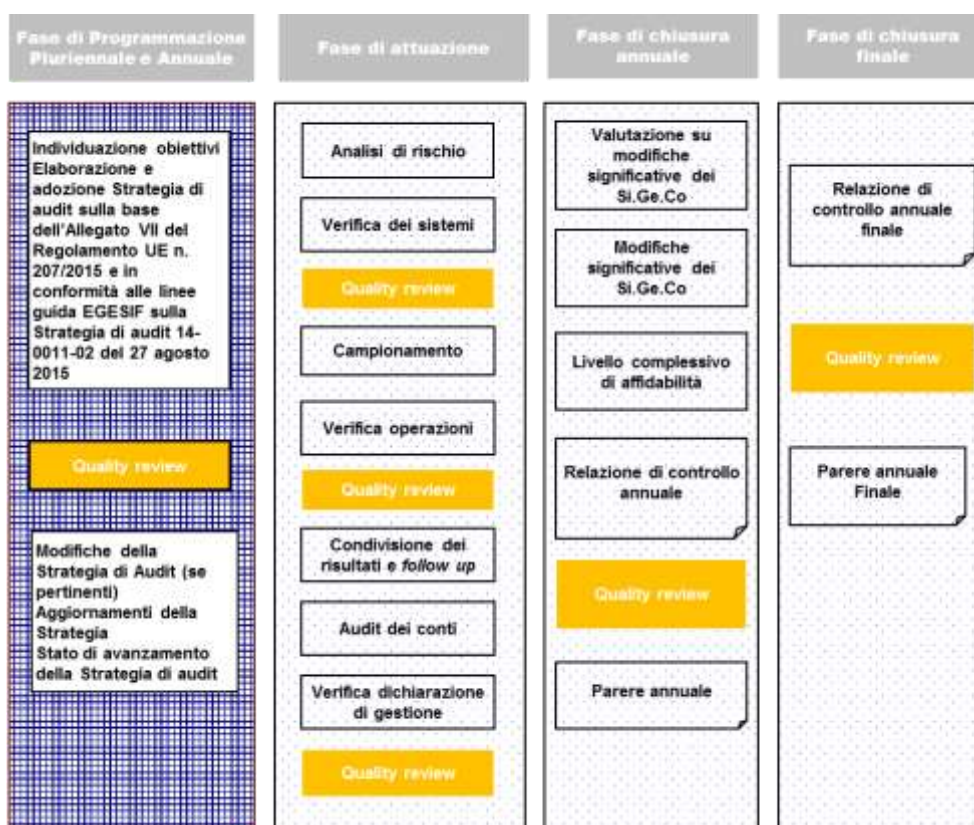 Fase di Programmazione
Pluriennale e Annuale
Individuazione obiettivi
Elaborazione e
adozione Strategia di
audit sulla base
dell'Allegato VII del
Regolamento UE n.
207/2015 e in
conformità alle linee
guida EGESIF sulla
Strategia di audit 14-
0011-02 del 27 agosto
2015
Quality review
Modifiche della
Strategia di Audit (se
pertinenti)
Aggiornamenti della
Strategia
Stato di avanzamento
della Strategia di audit
Fase di attuazione
Analisi di rischio
Verifica dei sistemi
Quality review
Campionamento
Verifica operazioni
Quality review
Condivisione dei
risultati e follow up
Audit dei conti
Verifica dichiarazione
di gestione
Quality review
Fase di chiusura
annuale
Valutazione su
modifiche
significative dei
Si.Ge.Co
Modifiche
significative dei
Si.Ge.Co
Livello complessivo
di affidabilità
Relazione di controllo
annuale
Quality review
Parere annuale
Fase di chiusura
finale
Relazione di
controllo annuale
finale
Quality review
Parere annuale
Finale